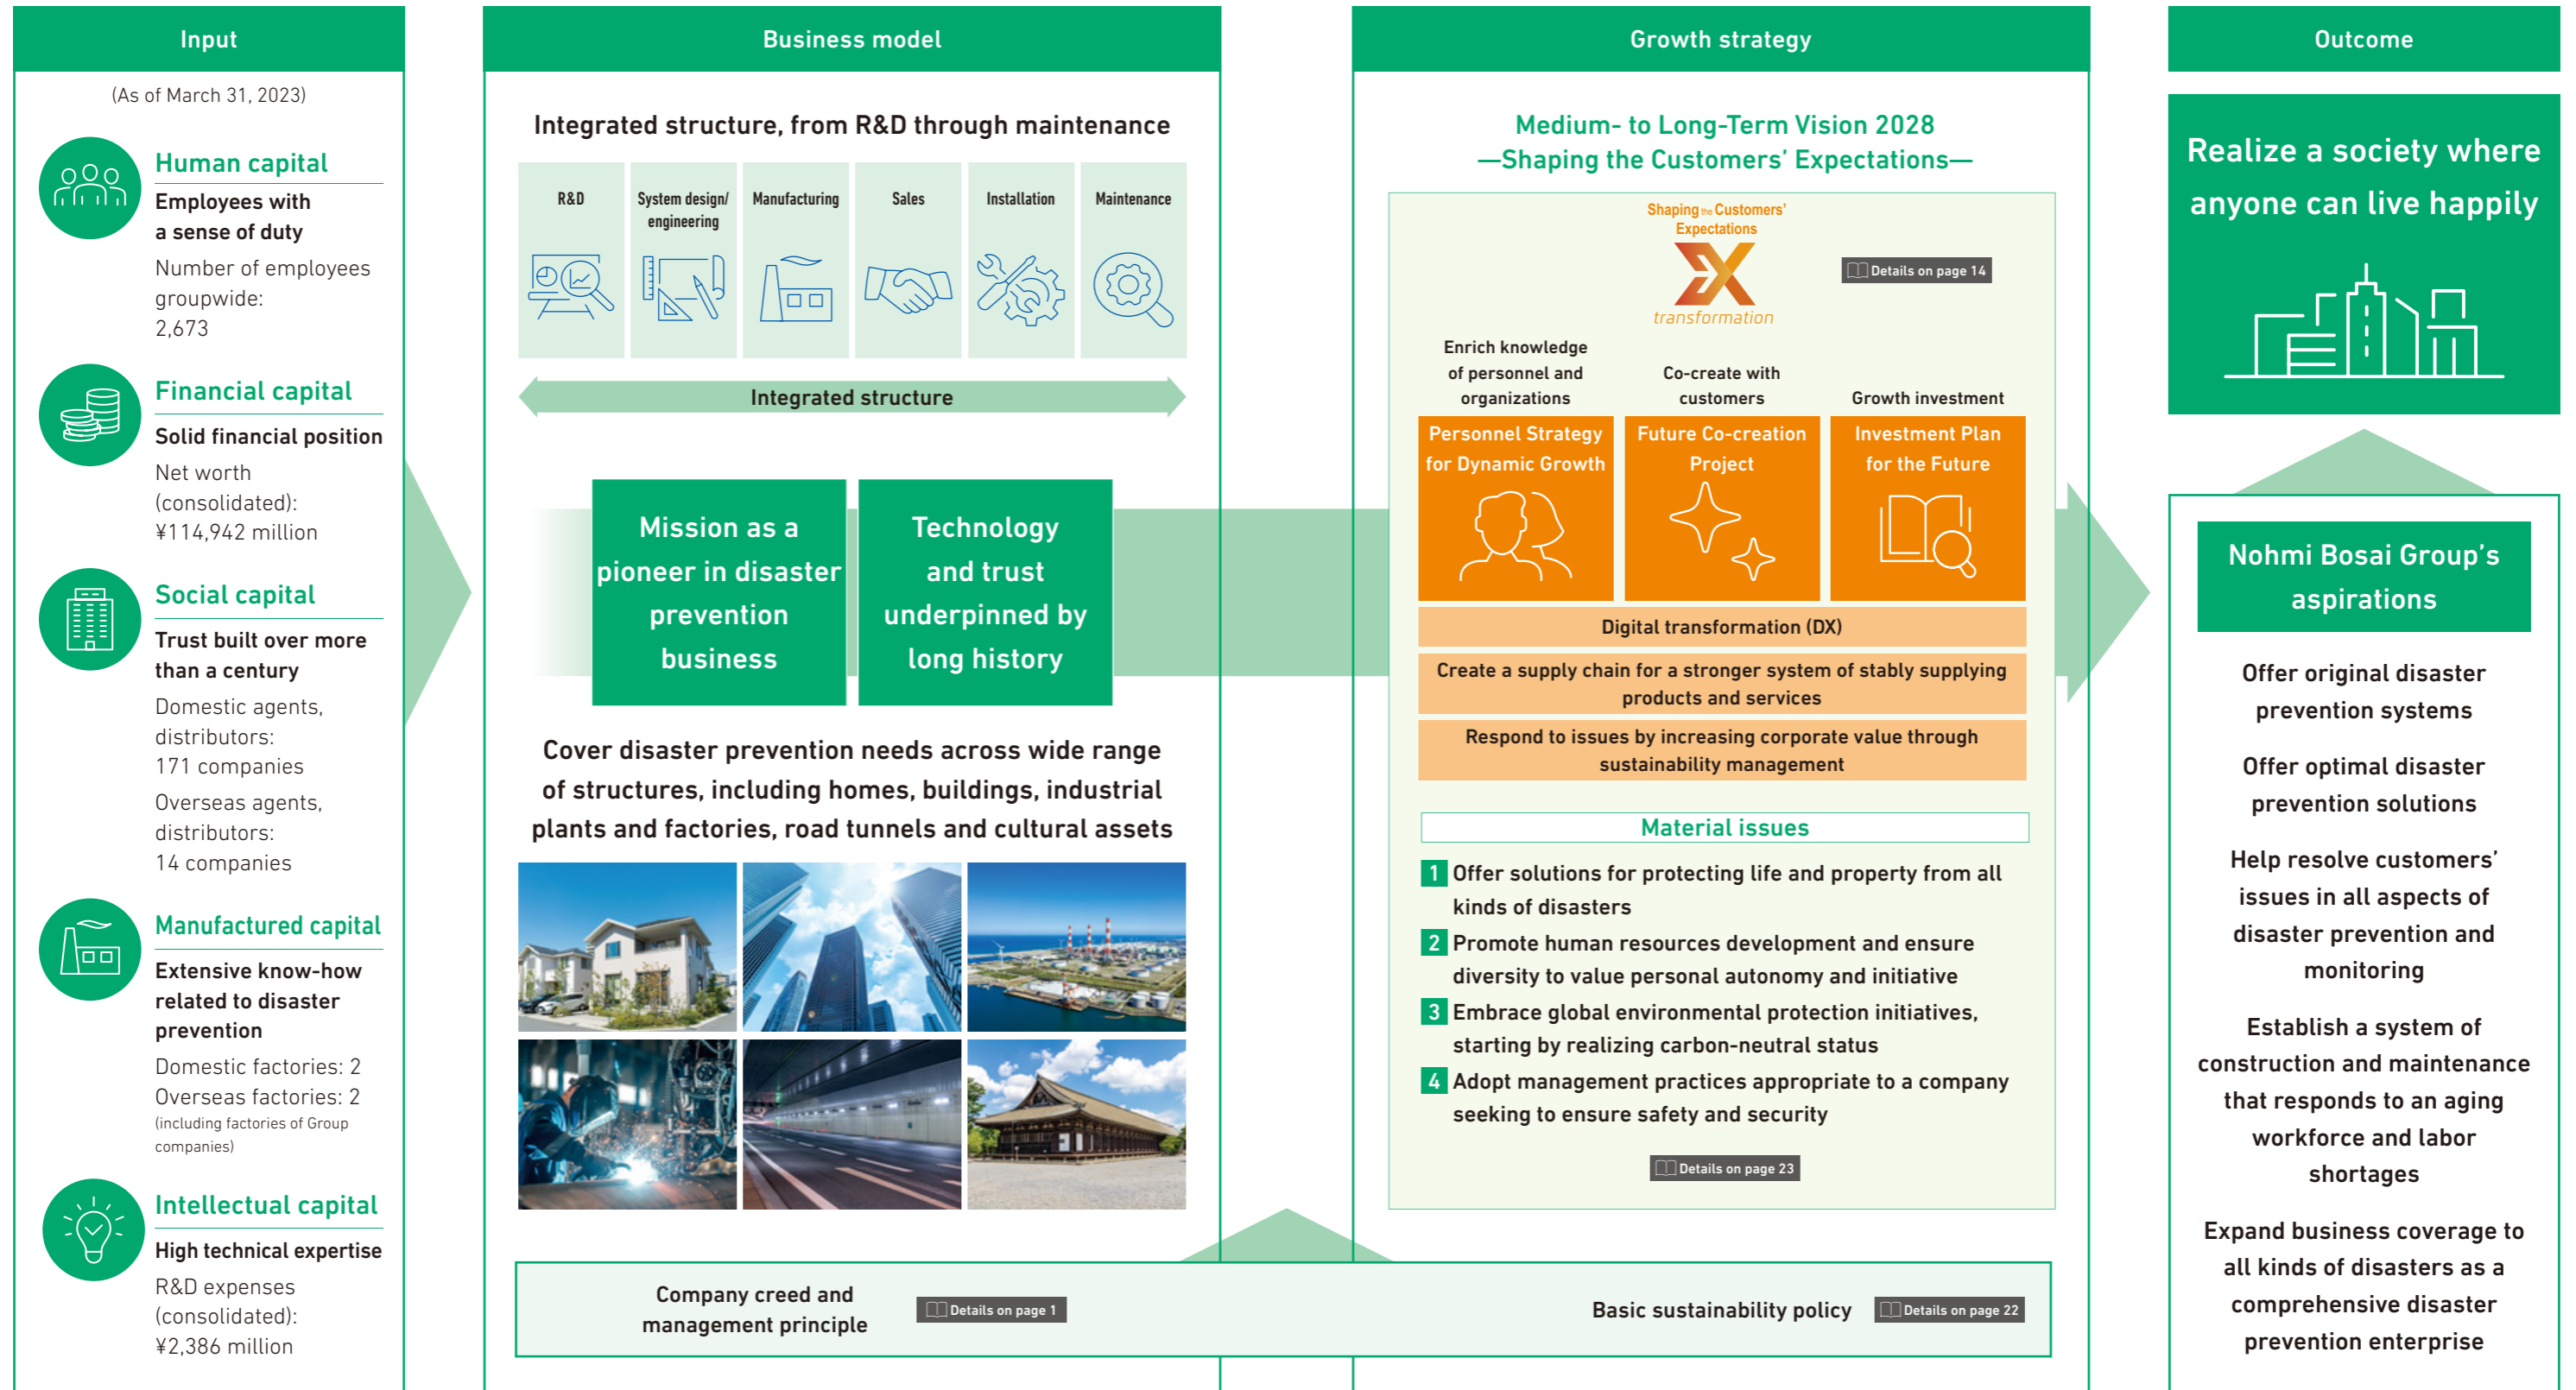 Input
(As of March 31, 2023)
Human capital
Employees with
a sense of duty
Number of employees
groupwide:
2,673
Financial capital
Solid financial position
Net worth
(consolidated):
¥114,942 million
Social capital
Trust built over more
than a century
Domestic agents,
distributors:
171 companies
Overseas agents,
distributors:
14 companies
Manufactured capital
Extensive know-how
related to disaster
prevention
Domestic factories: 2
Overseas factories: 2
(including factories of Group
companies)
Intellectual capital
High technical expertise
R&D expenses
(consolidated):
¥2,386 million
Business model
Integrated structure, from R&D through maintenance
R&D
System design/
engineering
Manufacturing
Sales
Installation
Maintenance
Integrated structure
Mission as a
pioneer in disaster
prevention
business
Technology
and trust
underpinned by
long history
Cover disaster prevention needs across wide range
of structures, including homes, buildings, industrial
plants and factories, road tunnels and cultural assets
Growth strategy
Medium- to Long-Term Vision 2028
—Shaping the Customers’ Expectations—
Shaping the Customers’
Expectations
X
transformation
Details on page 14
Enrich knowledge
of personnel and
organizations
Co-create with
customers
Growth investment
Personnel Strategy
for Dynamic Growth
Future Co-creation
Project
Investment Plan
for the Future
Digital transformation (DX)
Create a supply chain for a stronger system of stably supplying
products and services
Respond to issues by increasing corporate value through
sustainability management
Material issues
1 Offer solutions for protecting life and property from all
kinds of disasters
2 Promote human resources development and ensure
diversity to value personal autonomy and initiative
3 Embrace global environmental protection initiatives,
starting by realizing carbon-neutral status
4 Adopt management practices appropriate to a company
seeking to ensure safety and security
Details on page 23
Company creed and
management principle
Details on page 1
Basic sustainability policy
Details on page 22
Outcome
Realize a society where
anyone can live happily
Nohmi Bosai Group’s
aspirations
Offer original disaster
prevention systems
Offer optimal disaster
prevention solutions
Help resolve customers’
issues in all aspects of
disaster prevention and
monitoring
Establish a system of
construction and maintenance
that responds to an aging
workforce and labor
shortages
Expand business coverage to
all kinds of disasters as a
comprehensive disaster
prevention enterprise